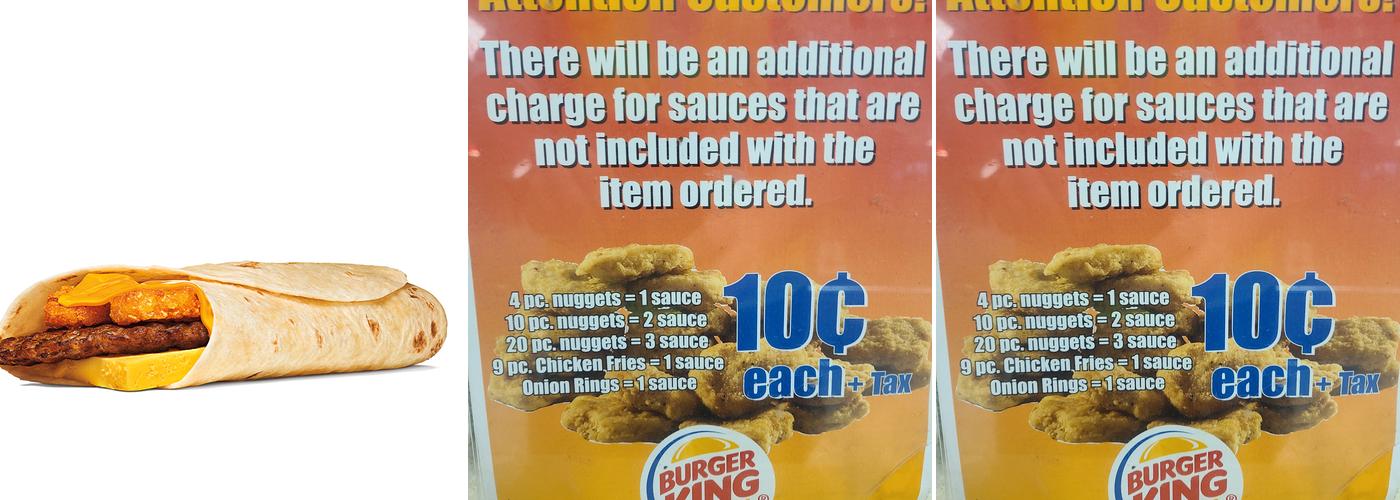 Attention Customers!
There will be an additional
charge for sauces that are
not included with the
item ordered.
4 pc. nuggets = 1 sauce
10 pc. nuggets = 2 sauce
20 pc. nuggets = 3 sauce
9 pc. Chicken Fries = 1 sauce
Onion Rings = 1 sauce
10¢
each + Tax
BURGER
KING®
Attention Customers!
There will be an additional
charge for sauces that are
not included with the
item ordered.
4 pc. nuggets = 1 sauce
10 pc. nuggets = 2 sauce
20 pc. nuggets = 3 sauce
9 pc. Chicken Fries = 1 sauce
Onion Rings = 1 sauce
10¢
each + Tax
BURGER
KING®